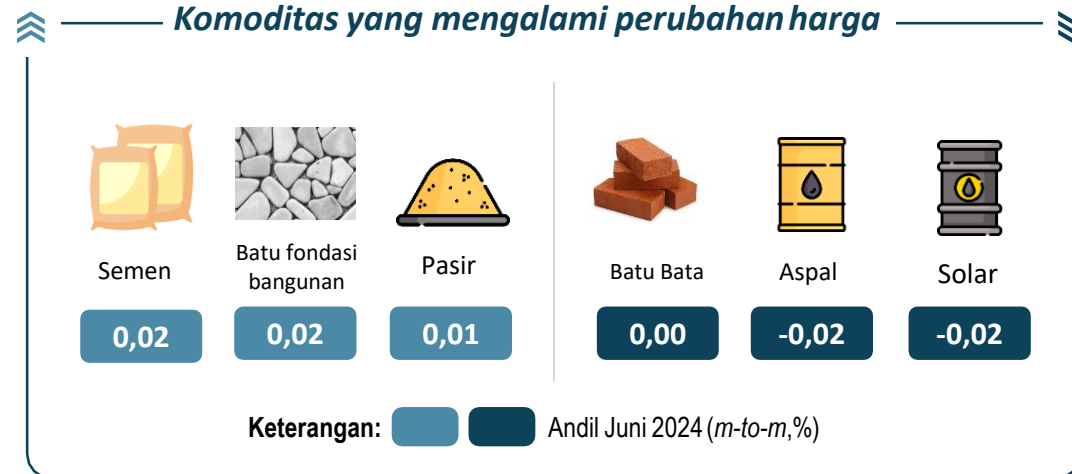 Komoditas yang mengalami perubahan harga
Semen
Batu fondasi
bangunan
Pasir
Batu Bata
Aspal
Solar
0,02
0,02
0,01
0,00
-0,02
-0,02
Keterangan: Andil Juni 2024 (m-to-m,%)